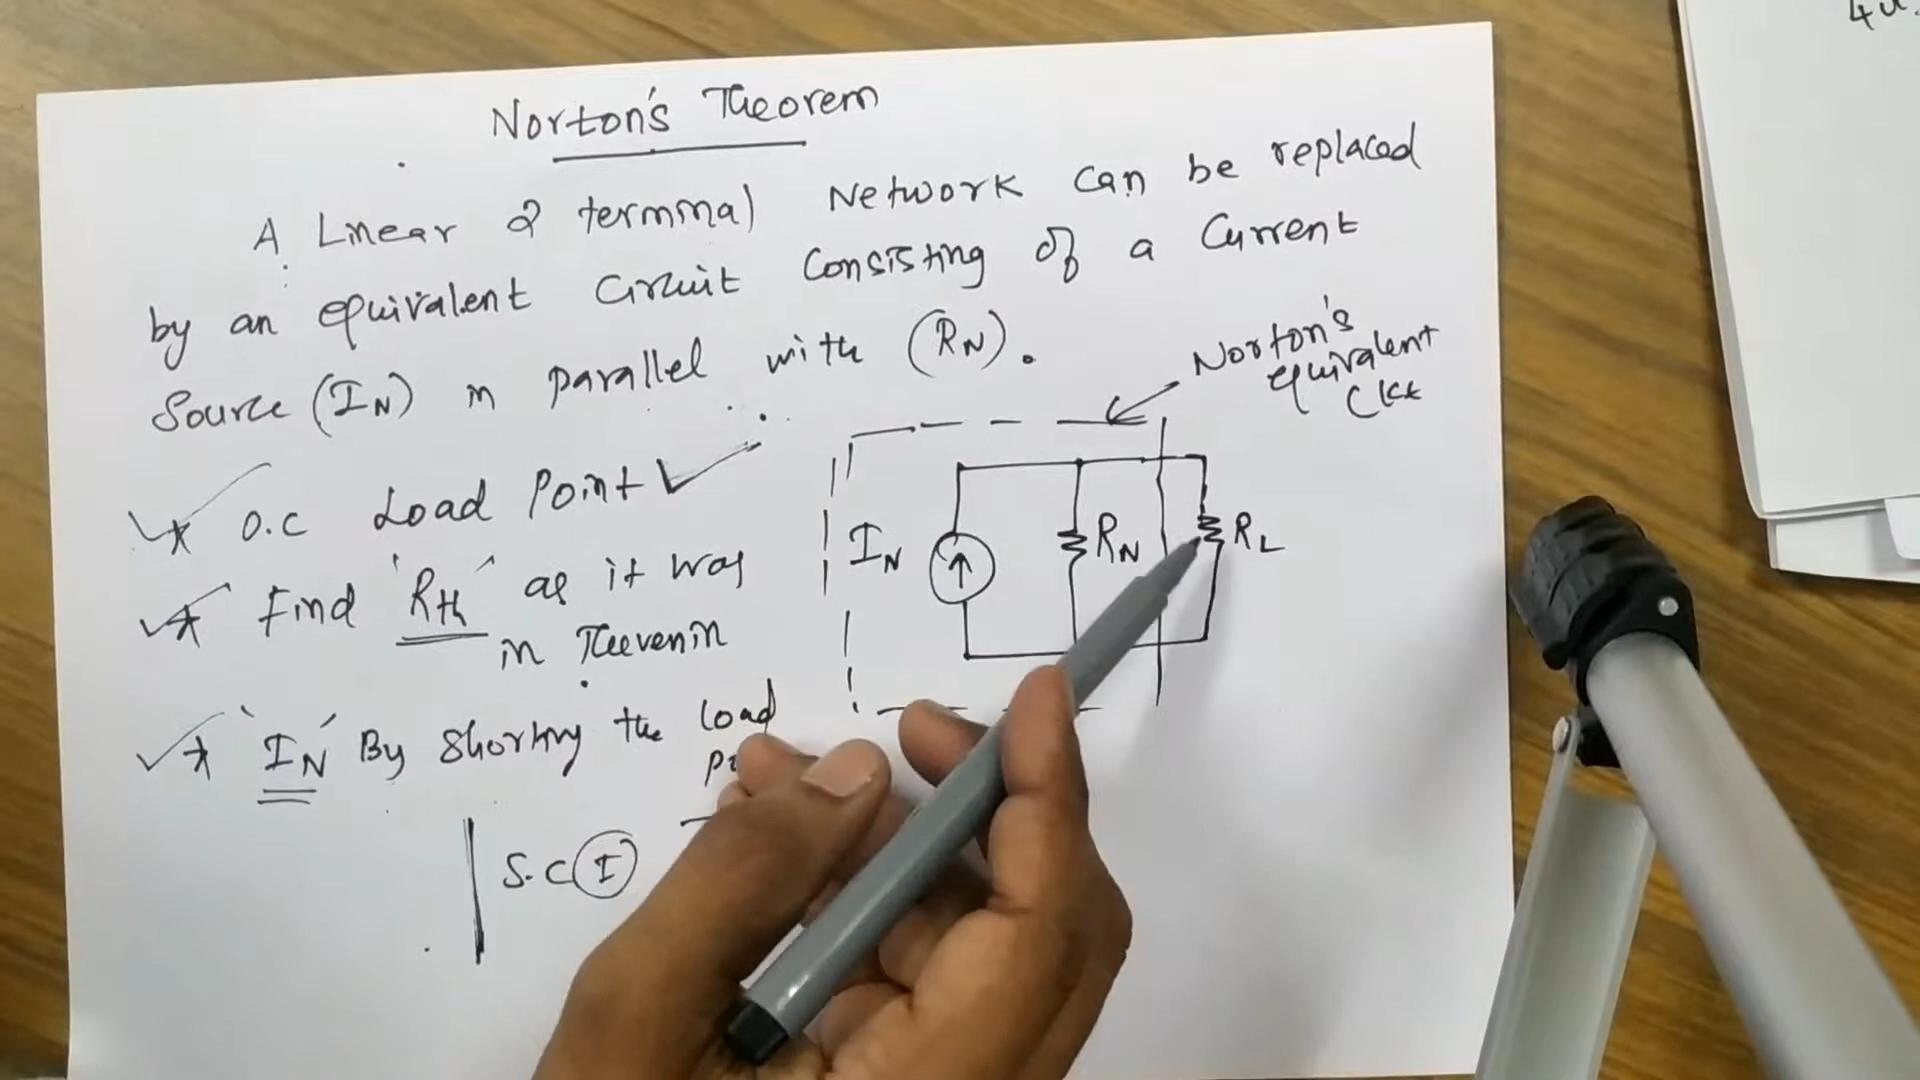 Norton's Theorem
A Linear 2 terminal Network can be replaced
by an equivalent Circuit Consisting of a Current
Source (IN) in parallel with (RN).
Norton's
equivalent
Ckt
* O.C Load Point
* Find 'RTh' as it was
in Thevenin
* 'IN' By Shorting the load
S.C I
IN
RN
RL